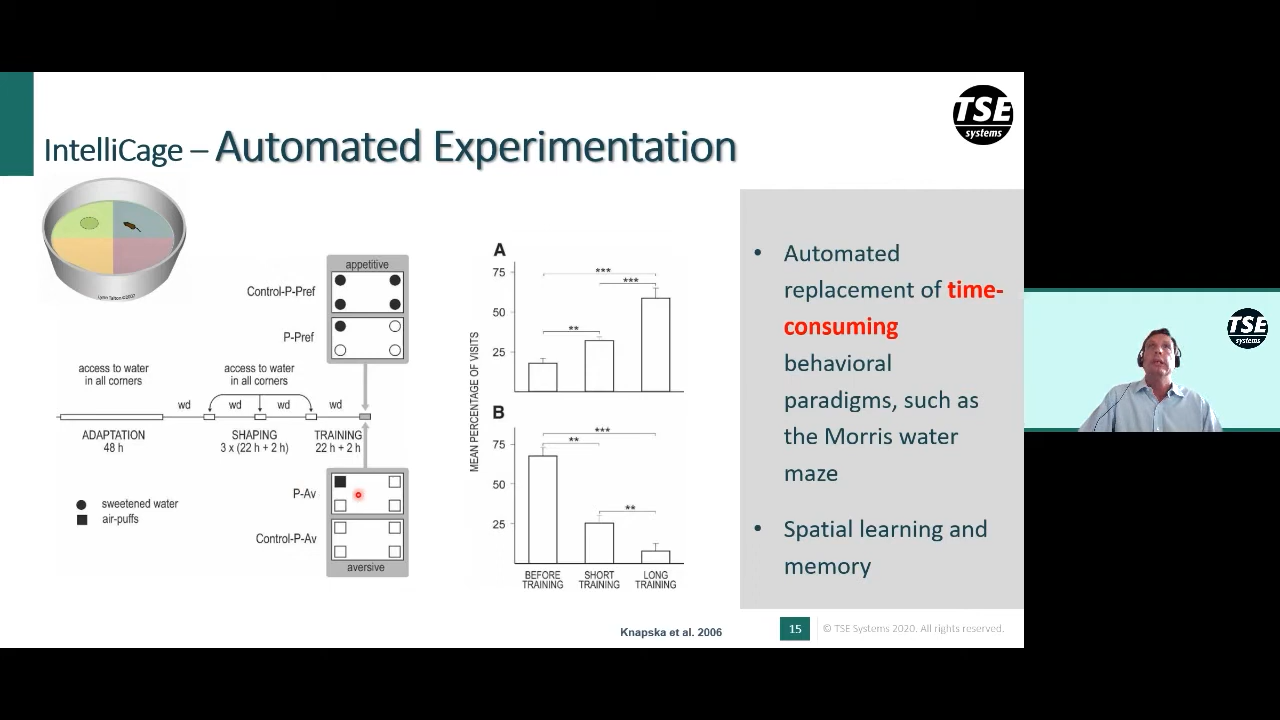 TSE
systems
IntelliCage – Automated Experimentation
appetitive
Control-P-Pref
P-Pref
access to water
in all corners
access to water
in all corners
wd
wd
wd
wd
ADAPTATION
48 h
SHAPING
3 x (22 h + 2 h)
TRAINING
22 h + 2 h
P-Av
Control-P-Av
aversive
sweetened water
air-puffs
A
75
50
25
***
***
**
MEAN PERCENTAGE OF VISITS
B
75
50
25
***
**
**
BEFORE
TRAINING
SHORT
TRAINING
LONG
TRAINING
• Automated
replacement of time-
consuming
behavioral
paradigms, such as
the Morris water
maze
• Spatial learning and
memory
Knapska et al. 2006
15
© TSE Systems 2020. All rights reserved.
TSE
systems